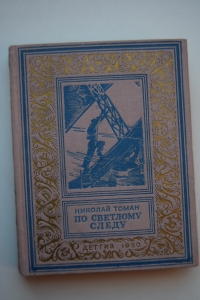 НИКОЛАЙ ТОМАН
ПО СВЕТЛОМУ
СЛЕДУ
ДЕТГИЗ 1950